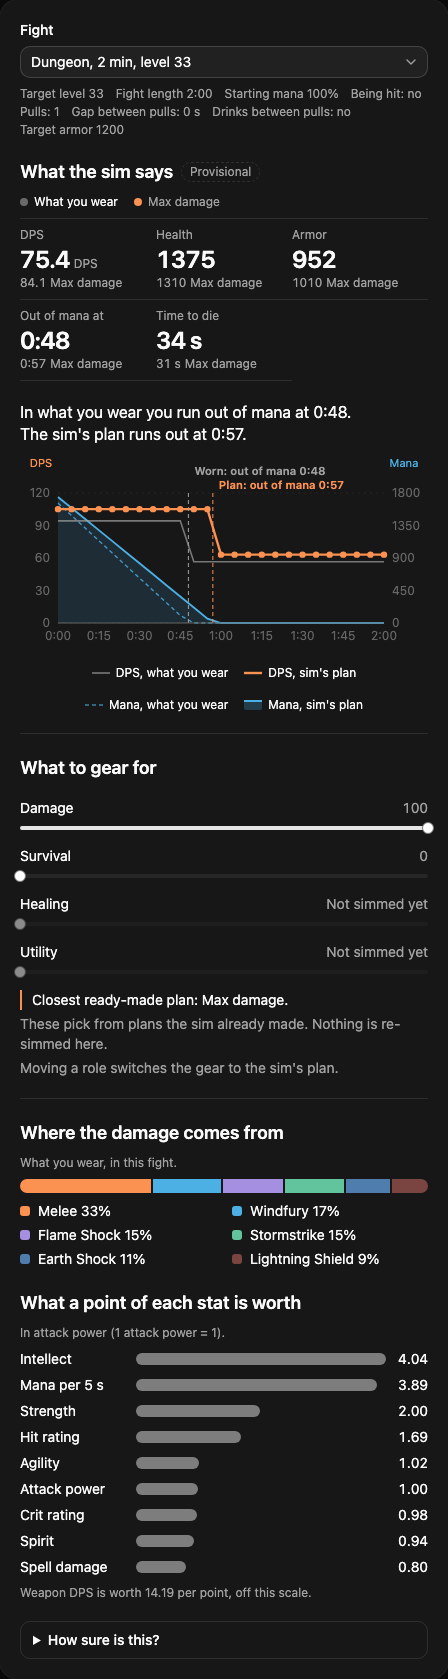 Fight
Dungeon, 2 min, level 33
Target level 33 Fight length 2:00 Starting mana 100% Being hit: no
Pulls: 1 Gap between pulls: 0 s Drinks between pulls: no
Target armor 1200
What the sim says Provisional
What you wear Max damage
DPS Health Armor
75.4 DPS 1375 952
84.1 Max damage 1310 Max damage 1010 Max damage
Out of mana at Time to die
0:48 34 s
0:57 Max damage 31 s Max damage
In what you wear you run out of mana at 0:48.
The sim's plan runs out at 0:57.
DPS Mana
Worn: out of mana 0:48
Plan: out of mana 0:57
120 1800
90 1350
60 900
30 450
0 0
0:00 0:15 0:30 0:45 1:00 1:15 1:30 1:45 2:00
DPS, what you wear DPS, sim's plan
Mana, what you wear Mana, sim's plan
What to gear for
Damage 100
Survival 0
Healing Not simmed yet
Utility Not simmed yet
Closest ready-made plan: Max damage.
These pick from plans the sim already made. Nothing is re-
simmed here.
Moving a role switches the gear to the sim's plan.
Where the damage comes from
What you wear, in this fight.
Melee 33% Windfury 17%
Flame Shock 15% Stormstrike 15%
Earth Shock 11% Lightning Shield 9%
What a point of each stat is worth
In attack power (1 attack power = 1).
Intellect 4.04
Mana per 5 s 3.89
Strength 2.00
Hit rating 1.69
Agility 1.02
Attack power 1.00
Crit rating 0.98
Spirit 0.94
Spell damage 0.80
Weapon DPS is worth 14.19 per point, off this scale.
How sure is this?